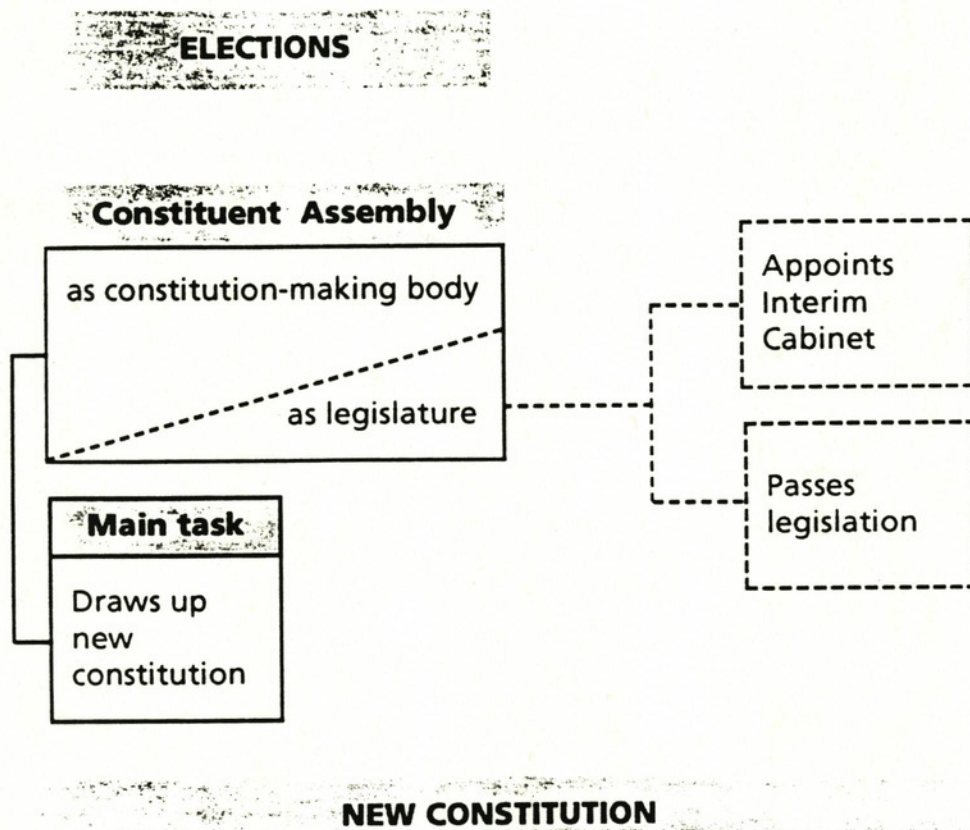 ELECTIONS
Constituent Assembly
as constitution-making body
as legislature
Appoints
Interim
Cabinet
Passes
legislation
Main task
Draws up
new
constitution
NEW CONSTITUTION